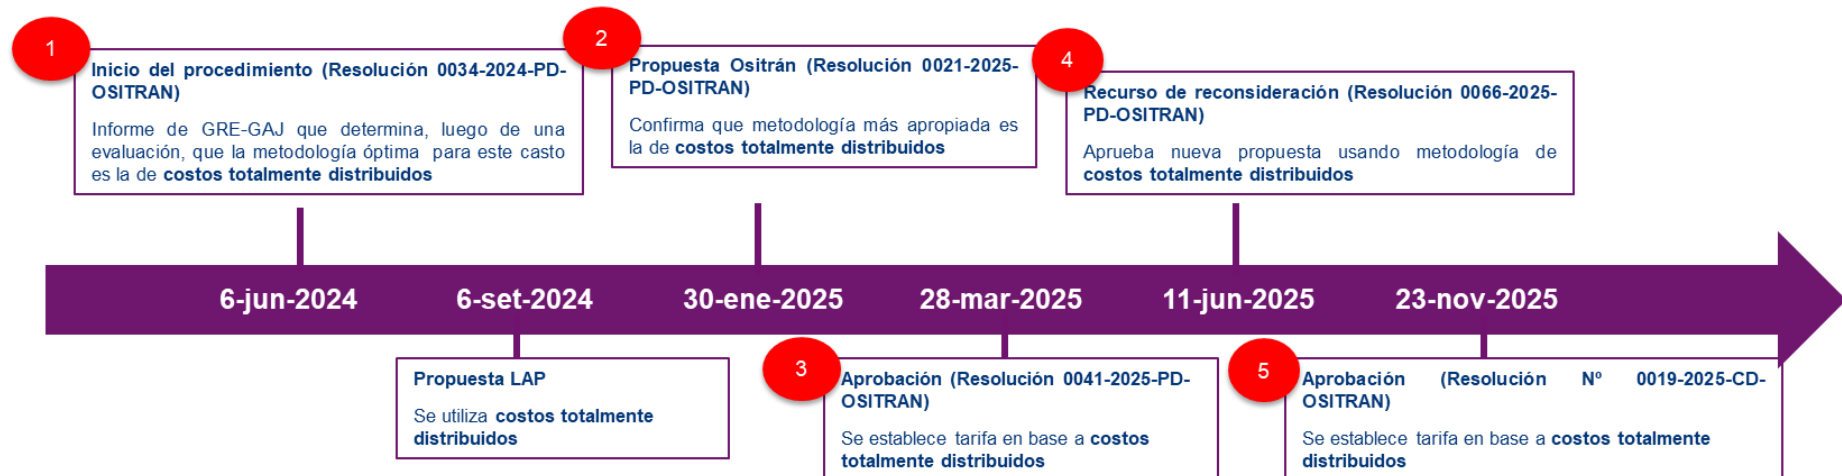 1
Inicio del procedimiento (Resolución 0034-2024-PD-
OSITRAN)
Informe de GRE-GAJ que determina, luego de una
evaluación, que la metodología óptima para este casto
es la de costos totalmente distribuidos
2
Propuesta Ositrán (Resolución 0021-2025-
PD-OSITRAN)
Confirma que metodología más apropiada es
la de costos totalmente distribuidos
4
Recurso de reconsideración (Resolución 0066-2025-
PD-OSITRAN)
Aprueba nueva propuesta usando metodología de
costos totalmente distribuidos
6-jun-2024
6-set-2024
30-ene-2025
28-mar-2025
11-jun-2025
23-nov-2025
Propuesta LAP
Se utiliza costos totalmente
distribuidos
3
Aprobación (Resolución 0041-2025-PD-
OSITRAN)
Se establece tarifa en base a costos
totalmente distribuidos
5
Aprobación (Resolución Nº 0019-2025-CD-
OSITRAN)
Se establece tarifa en base a costos totalmente
distribuidos